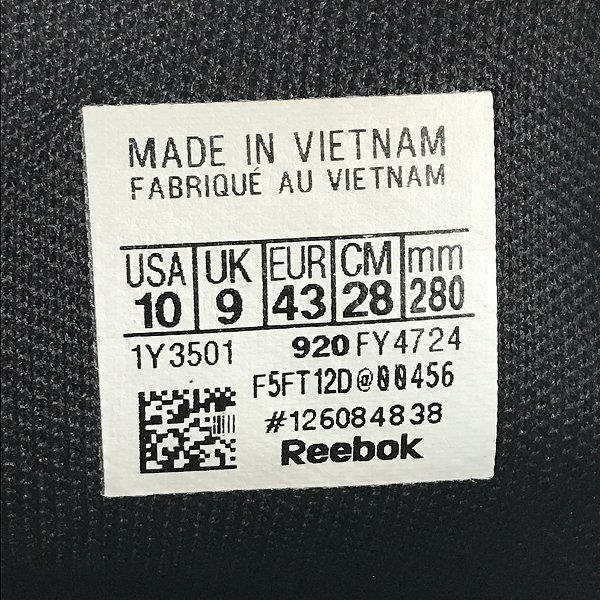 MADE IN VIETNAM
FABRIQUÉ AU VIETNAM
USA UK EUR CM mm
10 9 43 28 280
1Y3501 920 FY4724
F5FT12D@00456
#126084838
Reebok